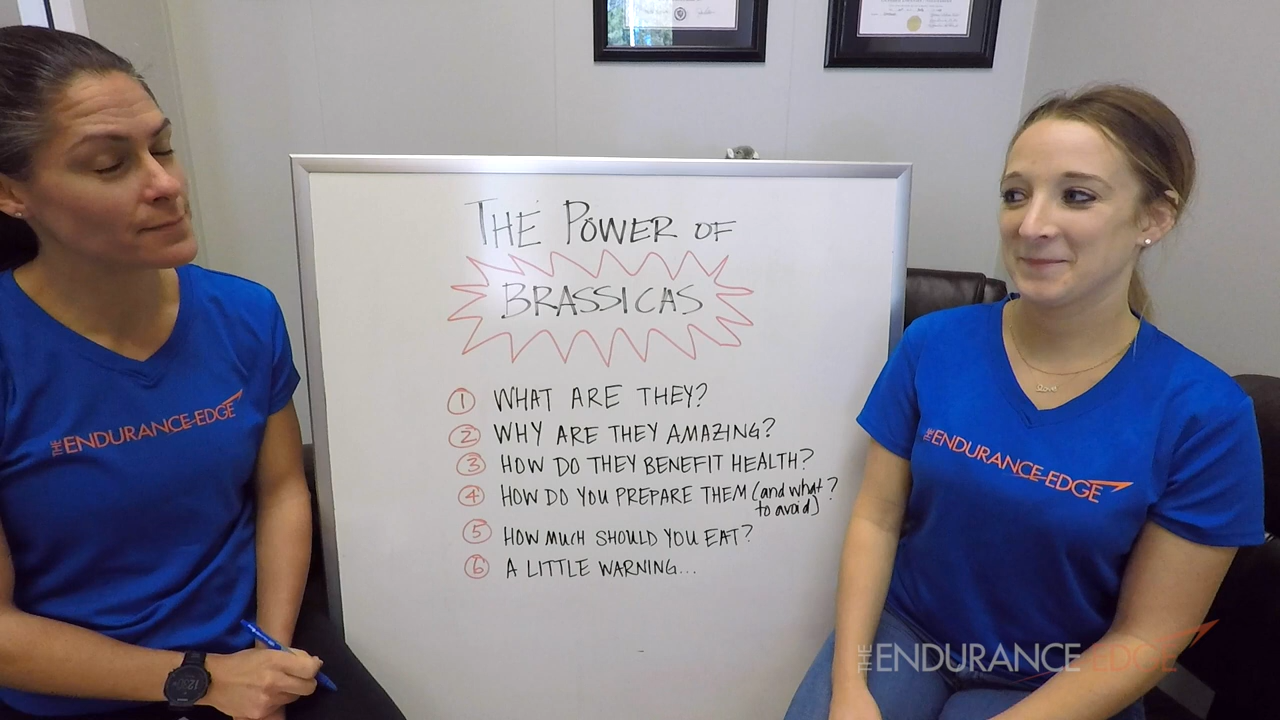 THE POWER OF
BRASSICAS
1 WHAT ARE THEY?
2 WHY ARE THEY AMAZING?
3 HOW DO THEY BENEFIT HEALTH?
4 HOW DO YOU PREPARE THEM (and what ?
to avoid)
5 HOW MUCH SHOULD YOU EAT?
6 A LITTLE WARNING...
THE ENDURANCE EDGE
THE ENDURANCE EDGE
love
THE ENDURANCE EDGE